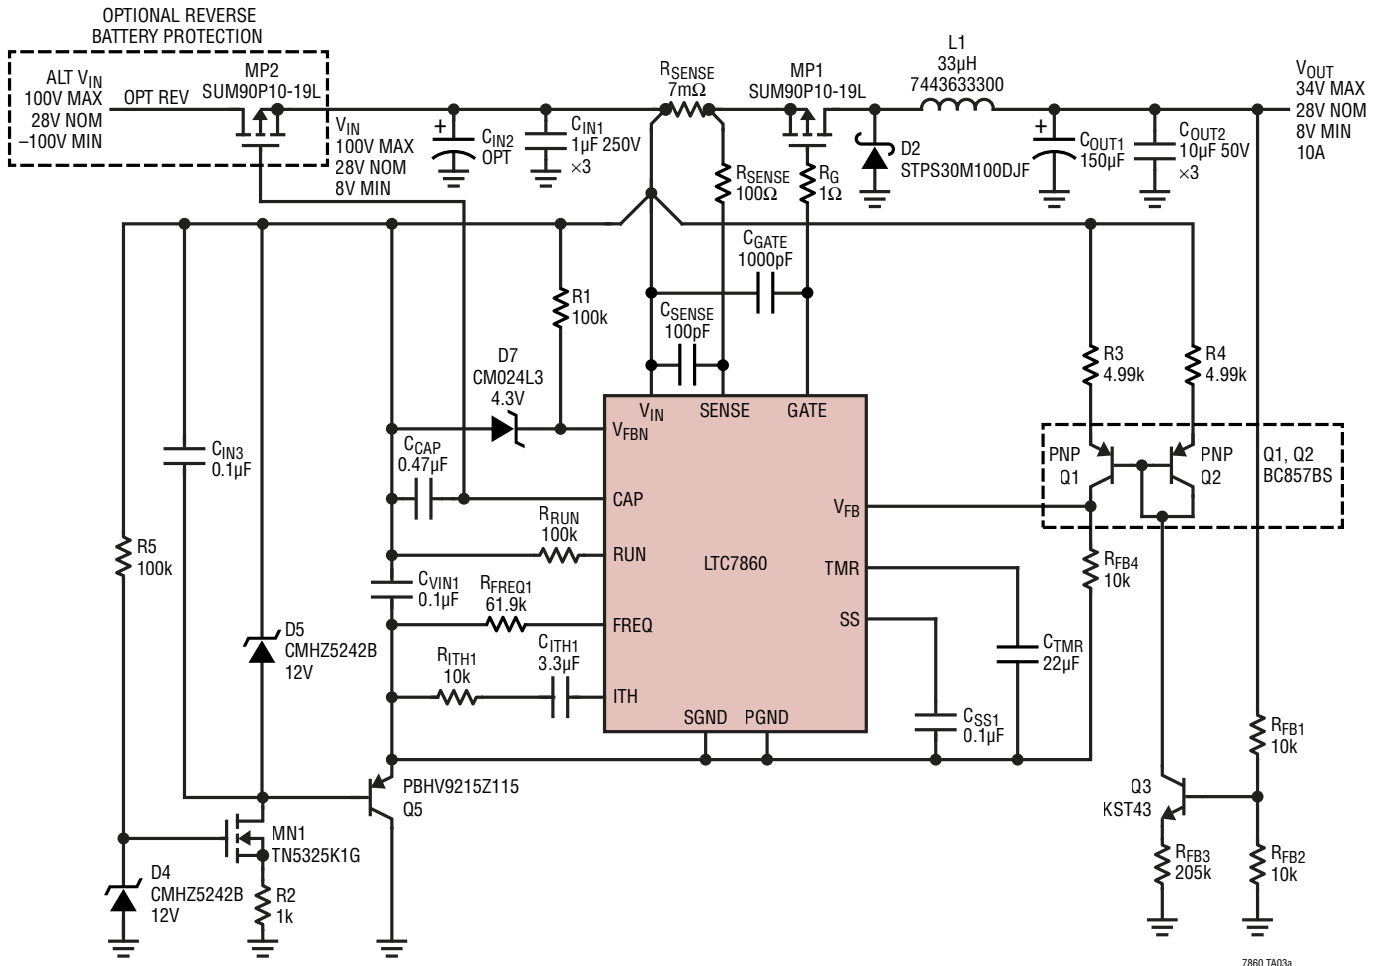 OPTIONAL REVERSE
BATTERY PROTECTION
ALT VIN
100V MAX
28V NOM
–100V MIN
OPT REV
MP2
SUM90P10-19L
VIN
100V MAX
28V NOM
8V MIN
+
CIN2
OPT
CIN1
1µF 250V
×3
RSENSE
7mΩ
MP1
SUM90P10-19L
L1
33µH
7443633300
VOUT
34V MAX
28V NOM
8V MIN
10A
D2
STPS30M100DJF
+
COUT1
150µF
COUT2
10µF 50V
×3
RSENSE
100Ω
RG
1Ω
CGATE
1000pF
CSENSE
100pF
R1
100k
D7
CM024L3
4.3V
R3
4.99k
R4
4.99k
CIN3
0.1µF
CCAP
0.47µF
VIN
SENSE
GATE
VFBN
CAP
RUN
FREQ
ITH
SGND
PGND
LTC7860
VFB
TMR
SS
PNP
Q1
PNP
Q2
Q1, Q2
BC857BS
RRUN
100k
R5
100k
CVIN1
0.1µF
RFREQ1
61.9k
RFB4
10k
D5
CMHZ5242B
12V
RITH1
10k
CITH1
3.3µF
CTMR
22µF
CSS1
0.1µF
RFB1
10k
PBHV9215Z115
Q5
Q3
KST43
MN1
TN5325K1G
D4
CMHZ5242B
12V
R2
1k
RFB3
205k
RFB2
10k
7860 TA03a